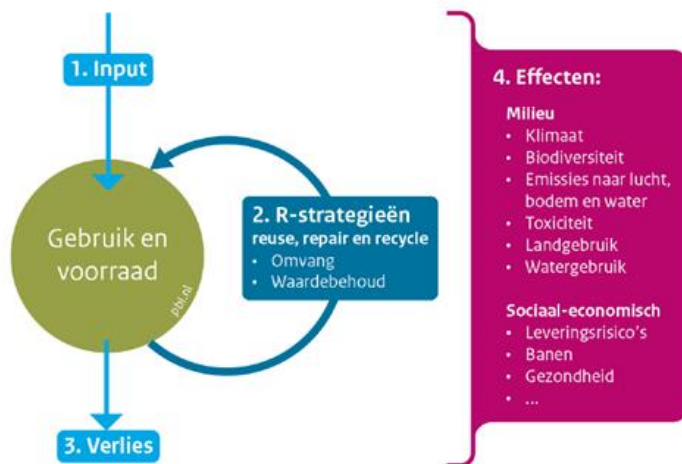 1. Input
Gebruik en
voorraad
pbl.nl
2. R-strategieën
reuse, repair en recycle
• Omvang
• Waardebehoud
3. Verlies
4. Effecten:
Milieu
• Klimaat
• Biodiversiteit
• Emissies naar lucht,
bodem en water
• Toxiciteit
• Landgebruik
• Watergebruik
Sociaal-economisch
• Leveringsrisico's
• Banen
• Gezondheid
• ...